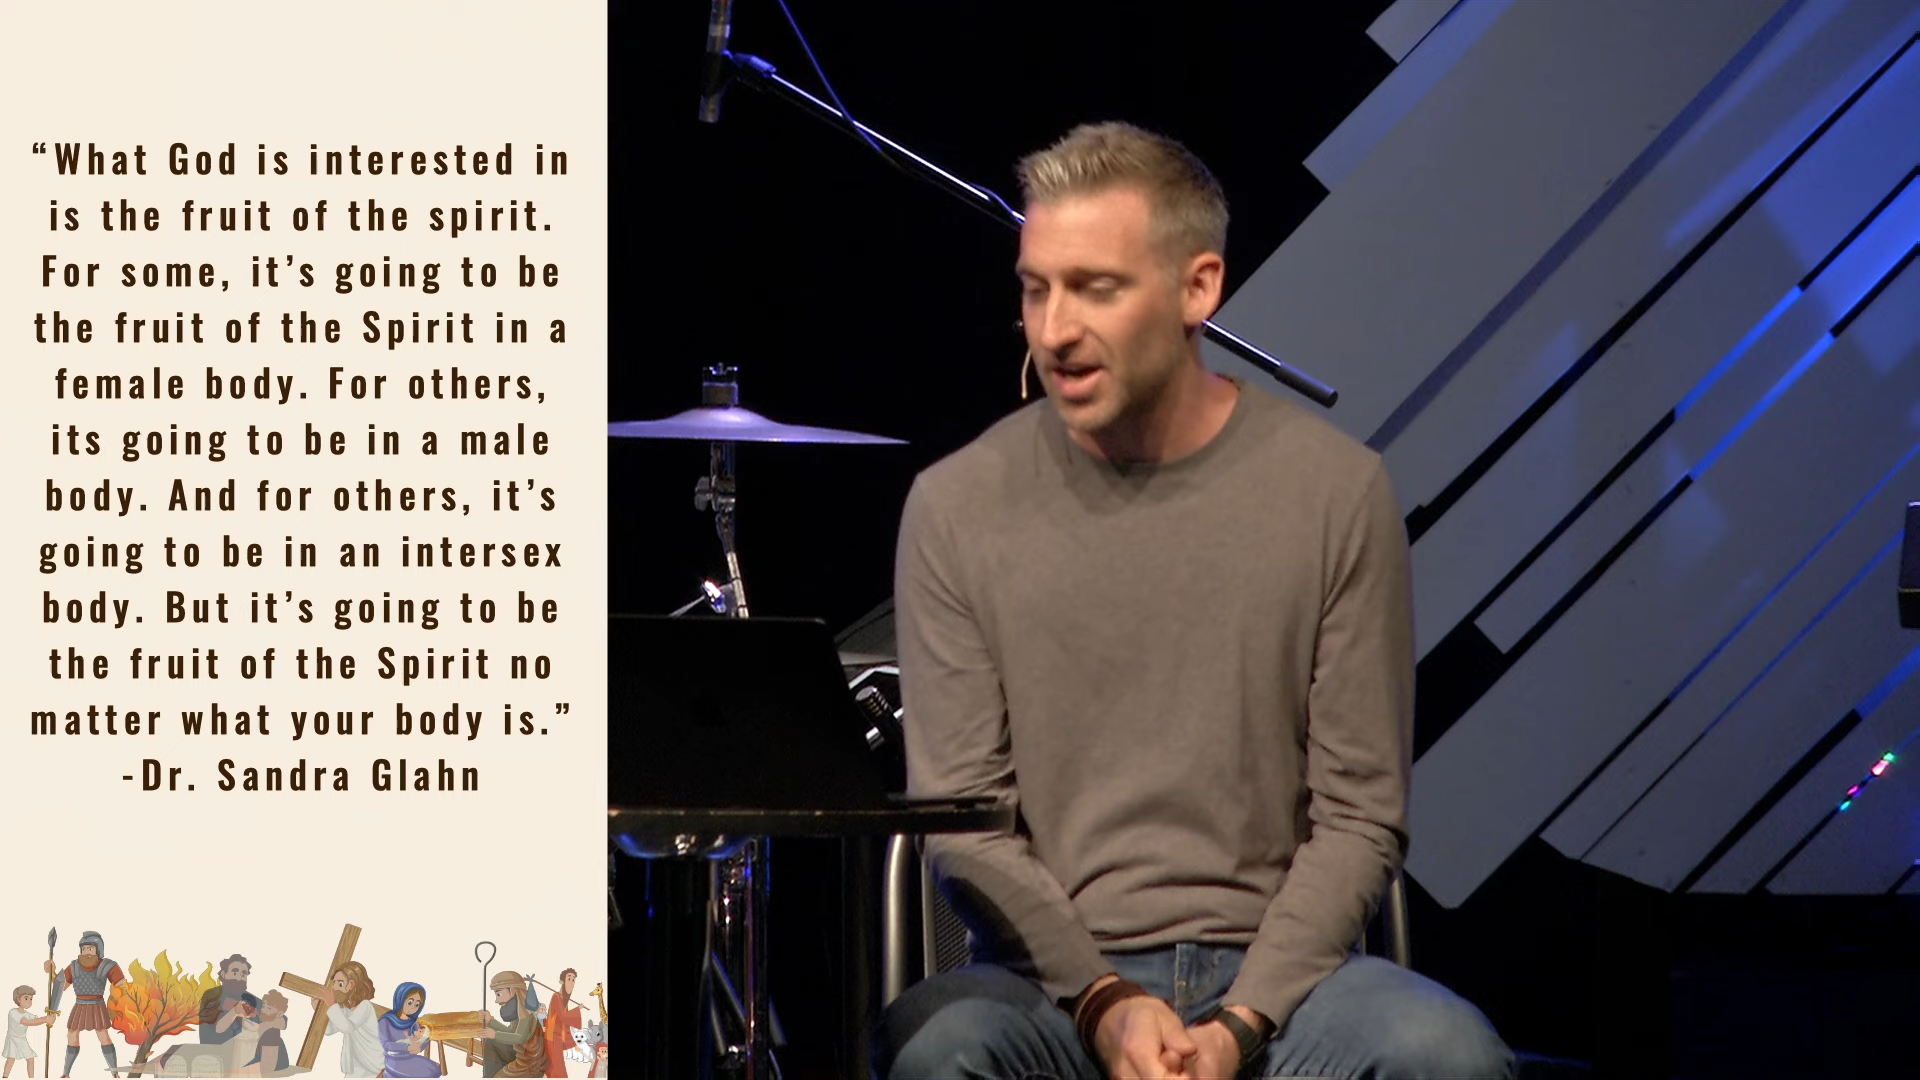 “What God is interested in
is the fruit of the spirit.
For some, it’s going to be
the fruit of the Spirit in a
female body. For others,
its going to be in a male
body. And for others, it’s
going to be in an intersex
body. But it’s going to be
the fruit of the Spirit no
matter what your body is.”
-Dr. Sandra Glahn